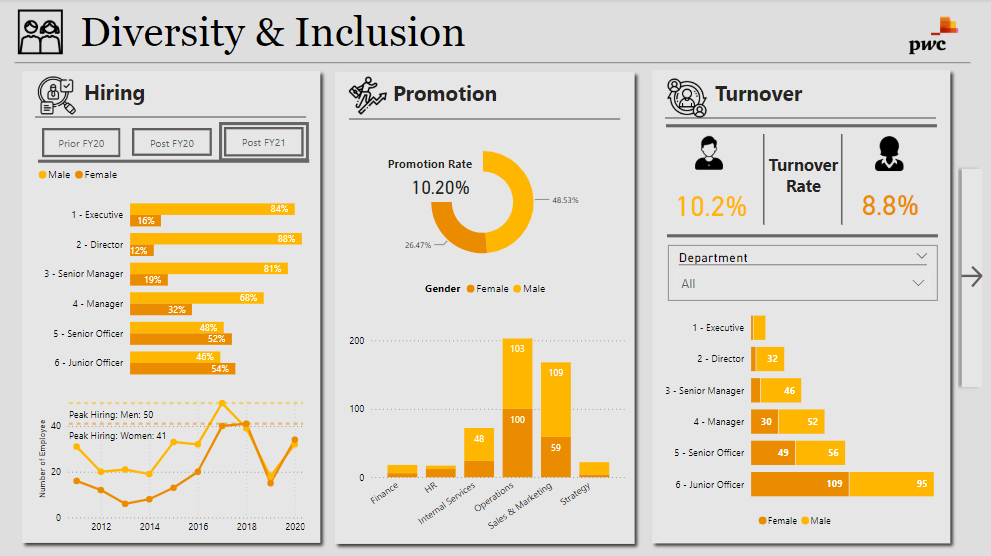 Diversity & Inclusion
pwc
Hiring
Prior FY20
Post FY20
Post FY21
Male Female
1 - Executive
84%
16%
2 - Director
88%
12%
3 - Senior Manager
81%
19%
4 - Manager
68%
32%
5 - Senior Officer
48%
52%
6 - Junior Officer
46%
54%
Number of Employee
Peak Hiring: Men: 50
Peak Hiring: Women: 41
40
20
0
2012 2014 2016 2018 2020
Promotion
Promotion Rate
10.20%
48.53%
26.47%
Gender Female Male
200
100
0
48
103
100
109
59
Finance
HR
Internal Services
Operations
Sales & Marketing
Strategy
Turnover
Turnover
Rate
10.2%
8.8%
Department
All
1 - Executive
2 - Director
32
3 - Senior Manager
46
4 - Manager
30 52
5 - Senior Officer
49 56
6 - Junior Officer
109 95
Female Male